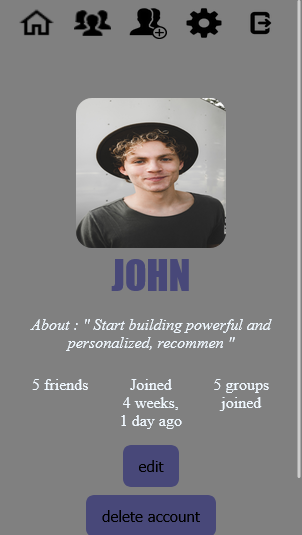 JOHN
About : " Start building powerful and
personalized, recommen "
5 friends Joined 5 groups
4 weeks, joined
1 day ago
edit
delete account